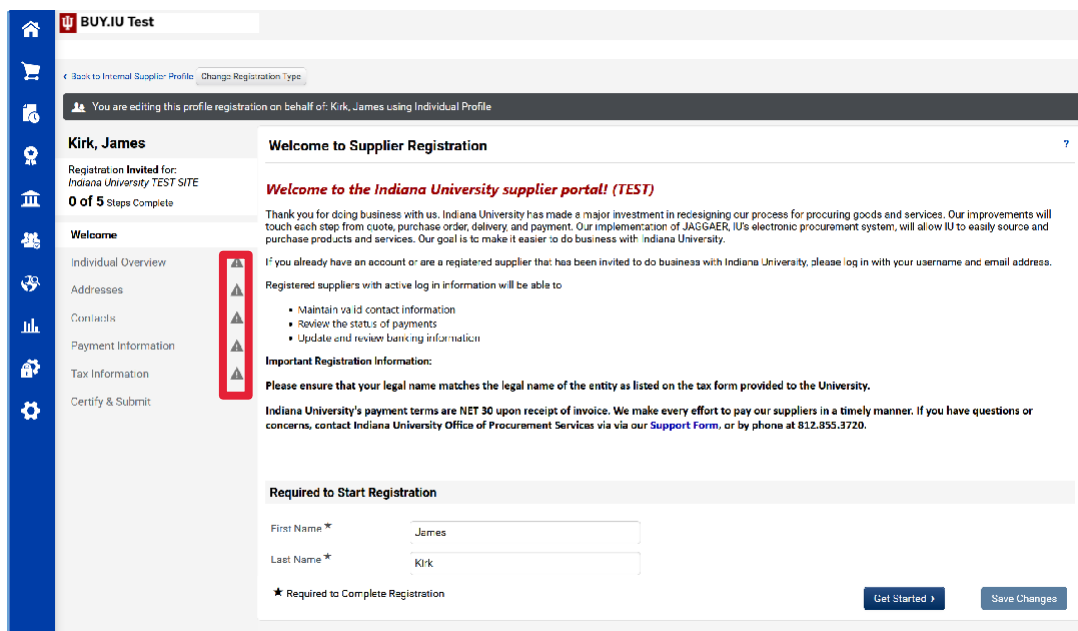 BUY.IU Test
‹ Back to Internal Supplier Profile Change Registration Type
You are editing this profile registration on behalf of: Kirk, James using Individual Profile
Kirk, James
Registration Invited for:
Indiana University TEST SITE
0 of 5 Steps Complete
Welcome
Individual Overview
Addresses
Contacts
Payment Information
Tax Information
Certify & Submit
Welcome to Supplier Registration ?
Welcome to the Indiana University supplier portal! (TEST)
Thank you for doing business with us. Indiana University has made a major investment in redesigning our process for procuring goods and services. Our improvements will
touch each step from quote, purchase order, delivery, and payment. Our implementation of JAGGAER, IU's electronic procurement system, will allow IU to easily source and
purchase products and services. Our goal is to make it easier to do business with Indiana University.
If you already have an account or are a registered supplier that has been invited to do business with Indiana University, please log in with your username and email address.
Registered suppliers with active log in information will be able to
• Maintain valid contact information
• Review the status of payments
• Update and review banking information
Important Registration Information:
Please ensure that your legal name matches the legal name of the entity as listed on the tax form provided to the University.
Indiana University's payment terms are NET 30 upon receipt of invoice. We make every effort to pay our suppliers in a timely manner. If you have questions or
concerns, contact Indiana University Office of Procurement Services via via our Support Form, or by phone at 812.855.3720.
Required to Start Registration
First Name ★ James
Last Name ★ Kirk
★ Required to Complete Registration
Get Started › Save Changes